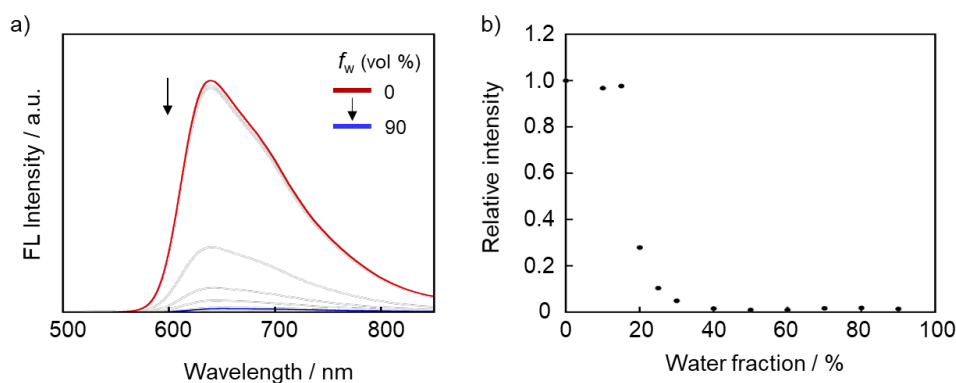 a)
FL Intensity / a.u.
f_w (vol %)
0
90
500
600
700
800
Wavelength / nm
b)
Relative intensity
1.2
1.0
0.8
0.6
0.4
0.2
0
0
20
40
60
80
100
Water fraction / %